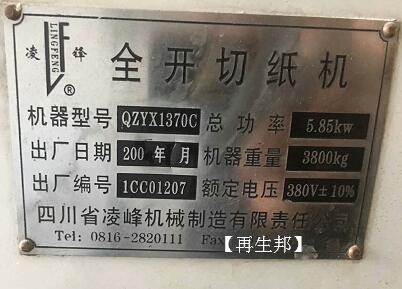 凌 锋
LINGFENG
®
全开切纸机
机器型号 QZYX1370C 总功率 5.85kw
出厂日期 200 年 月 机器重量 3800kg
出厂编号 1CC01207 额定电压 380V±10%
四川省凌峰机械制造有限责任公司
Tel: 0816-2820111 Fax
【再生邦】